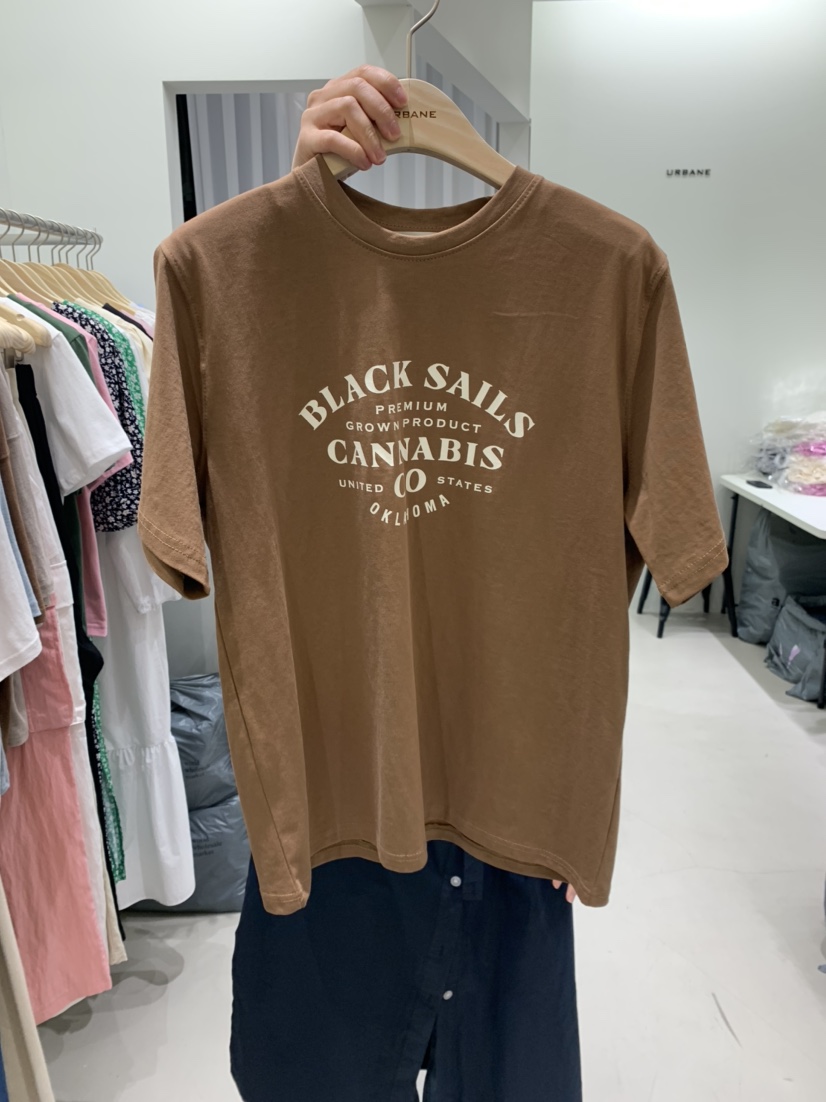 URBANE
URBANE
BLACK SAILS
PREMIUM
GROWN PRODUCT
CANNABIS
UNITED CO STATES
OKLAHOMA